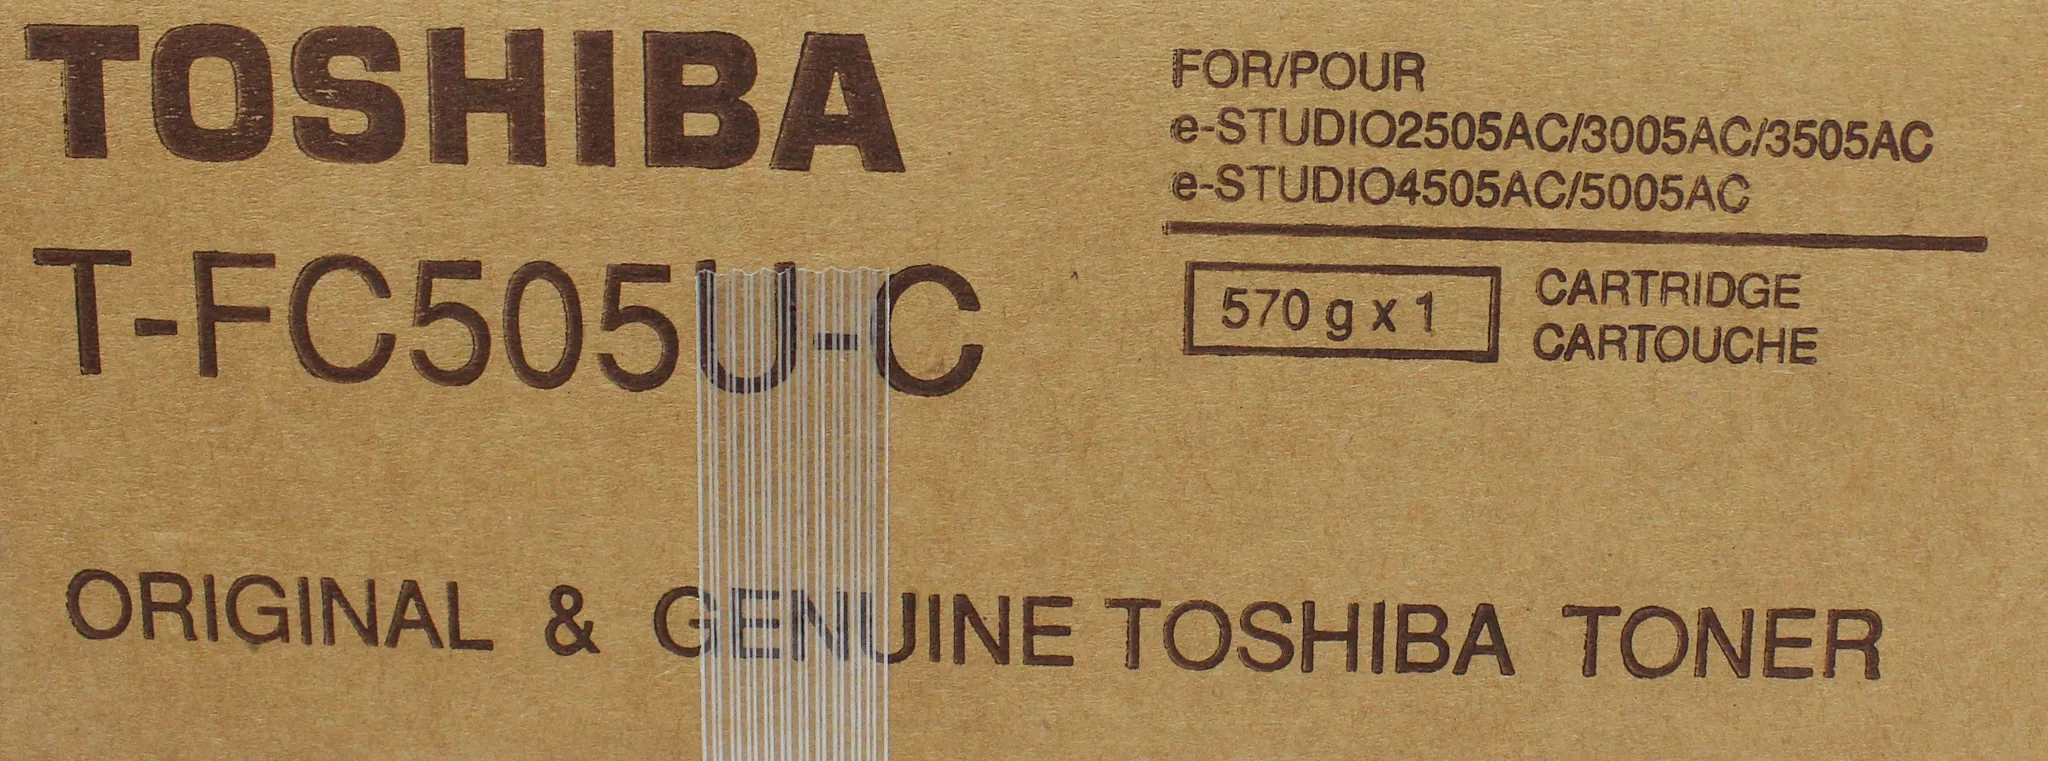 TOSHIBA
T-FC505U-C
FOR/POUR
e-STUDIO2505AC/3005AC/3505AC
e-STUDIO4505AC/5005AC
570 g x 1
CARTRIDGE
CARTOUCHE
ORIGINAL & GENUINE TOSHIBA TONER